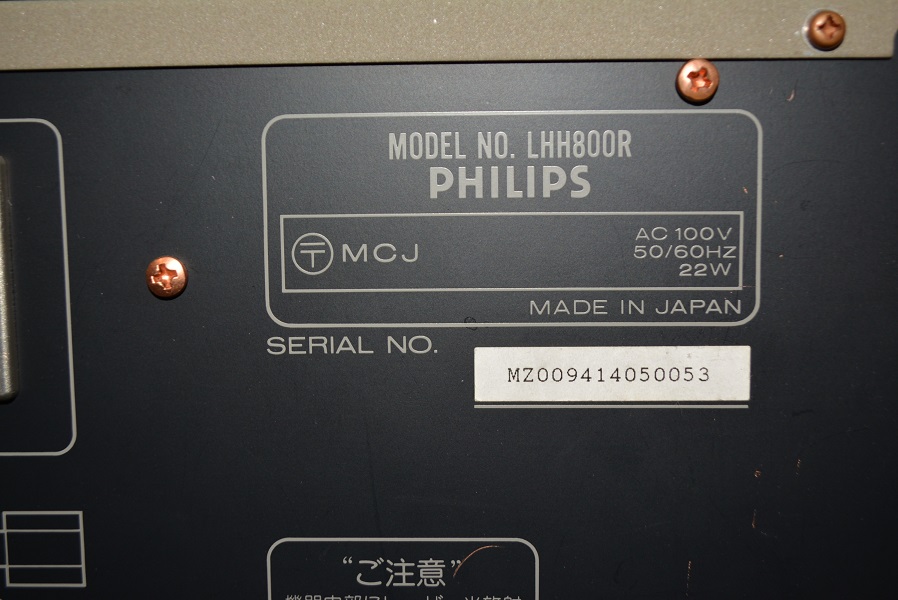 MODEL NO. LHH800R
PHILIPS
〒 MCJ
AC 100V
50/60HZ
22W
MADE IN JAPAN
SERIAL NO.
MZ009414050053
“ご注意”